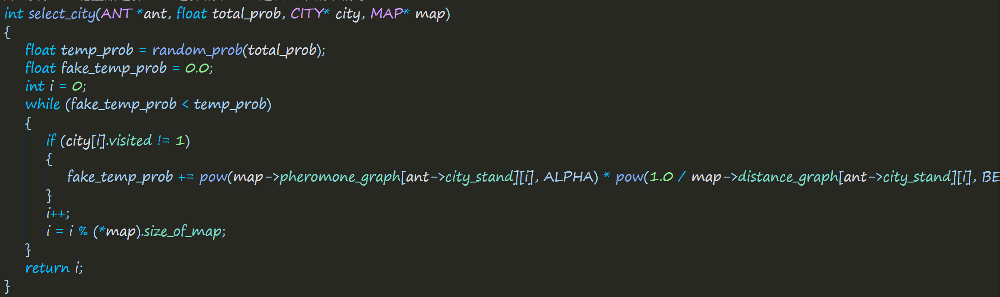 int select_city(ANT *ant, float total_prob, CITY* city, MAP* map)
{
float temp_prob = random_prob(total_prob);
float fake_temp_prob = 0.0;
int i = 0;
while (fake_temp_prob < temp_prob)
{
if (city[i].visited != 1)
{
fake_temp_prob += pow(map->pheromone_graph[ant->city_stand][i], ALPHA) * pow(1.0 / map->distance_graph[ant->city_stand][i], BE
}
i++;
i = i % (*map).size_of_map;
}
return i;
}